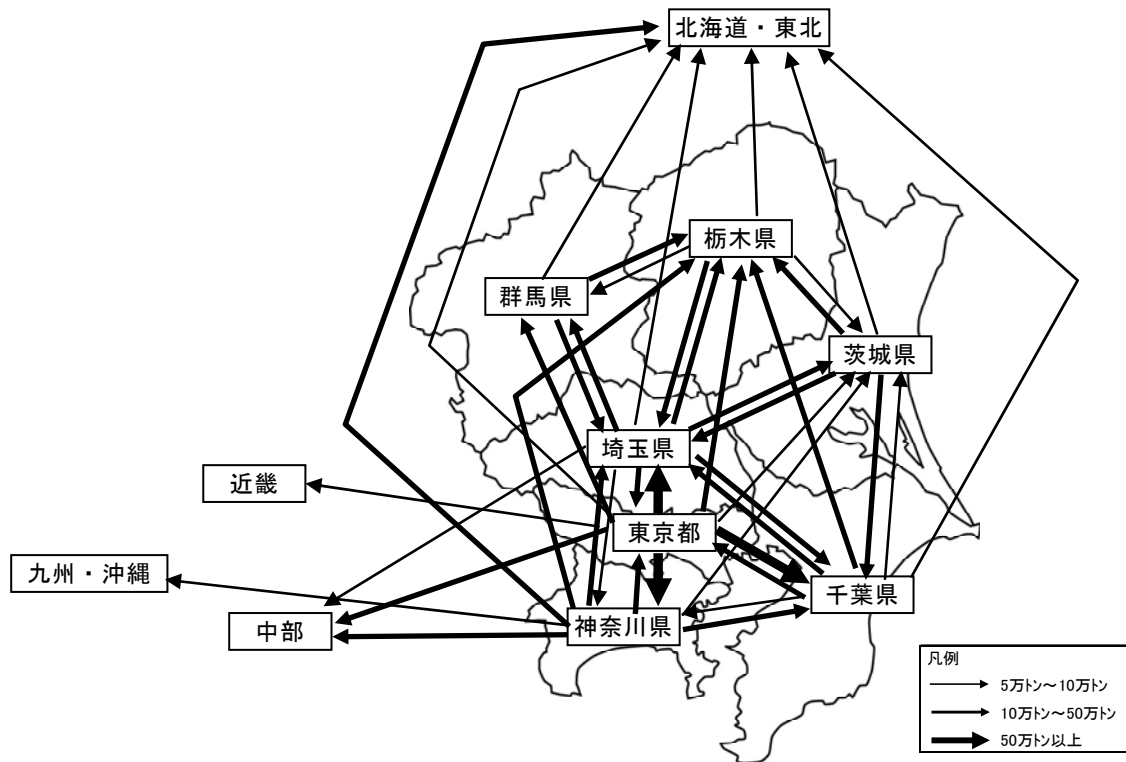 北海道・東北
栃木県
群馬県
茨城県
埼玉県
近畿
東京都
九州・沖縄
千葉県
中部
神奈川県
凡例
5万ﾄﾝ～10万ﾄﾝ
10万ﾄﾝ～50万ﾄﾝ
50万ﾄﾝ以上